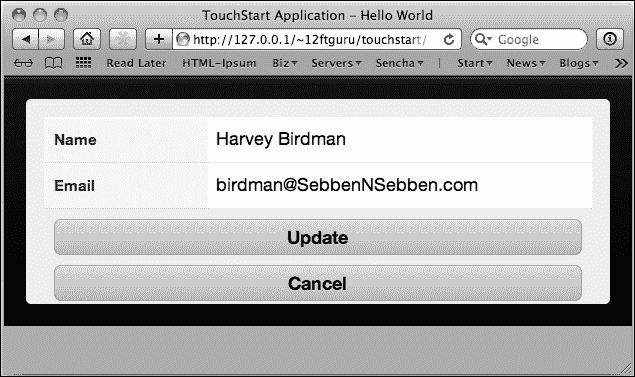 TouchStart Application – Hello World
http://127.0.0.1/~12ftguru/touchstart/
Google
Read Later HTML-Ipsum Biz Servers Sencha Start News Blogs
Name Harvey Birdman
Email birdman@SebbenNSebben.com
Update
Cancel